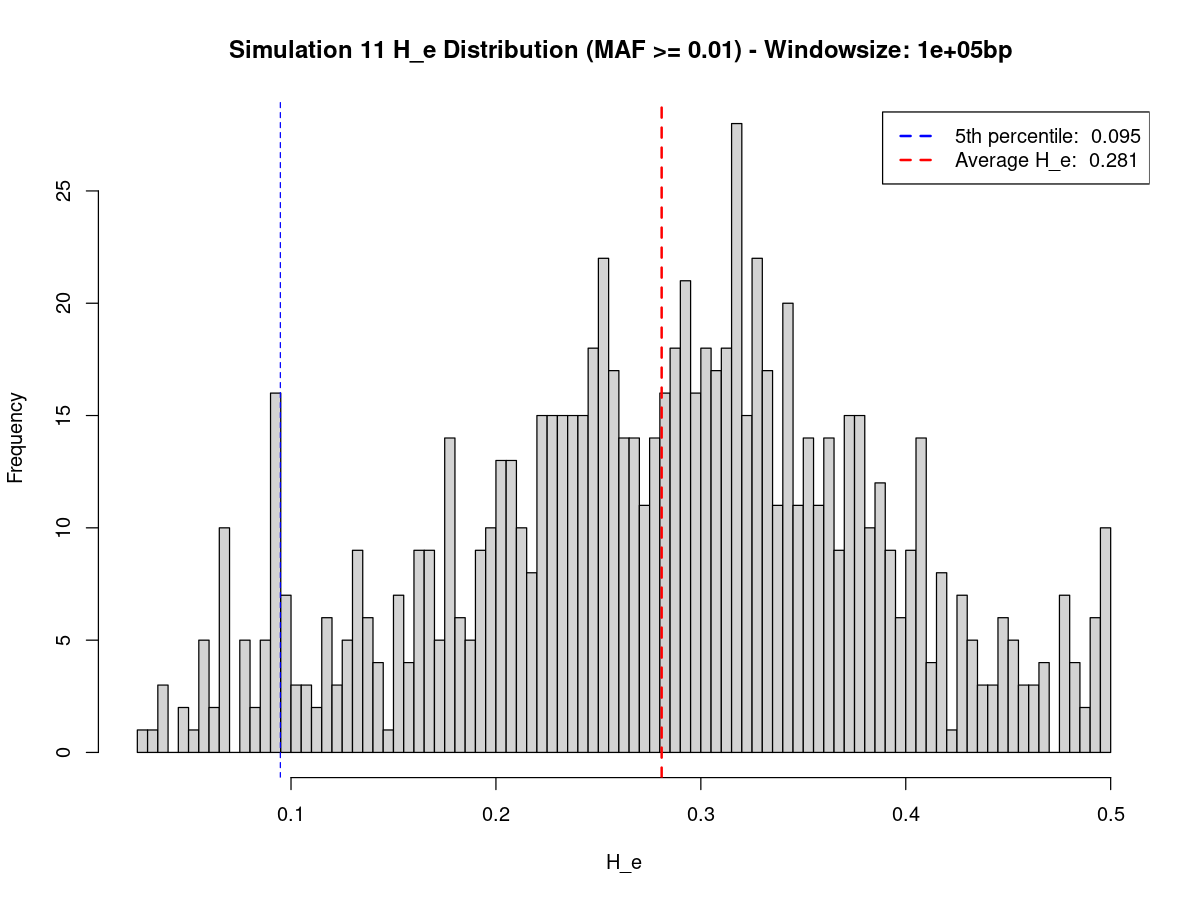 Simulation 11 H_e Distribution (MAF >= 0.01) - Windowsize: 1e+05bp
5th percentile: 0.095
Average H_e: 0.281
Frequency
25
20
15
10
5
0
0.1 0.2 0.3 0.4 0.5
H_e